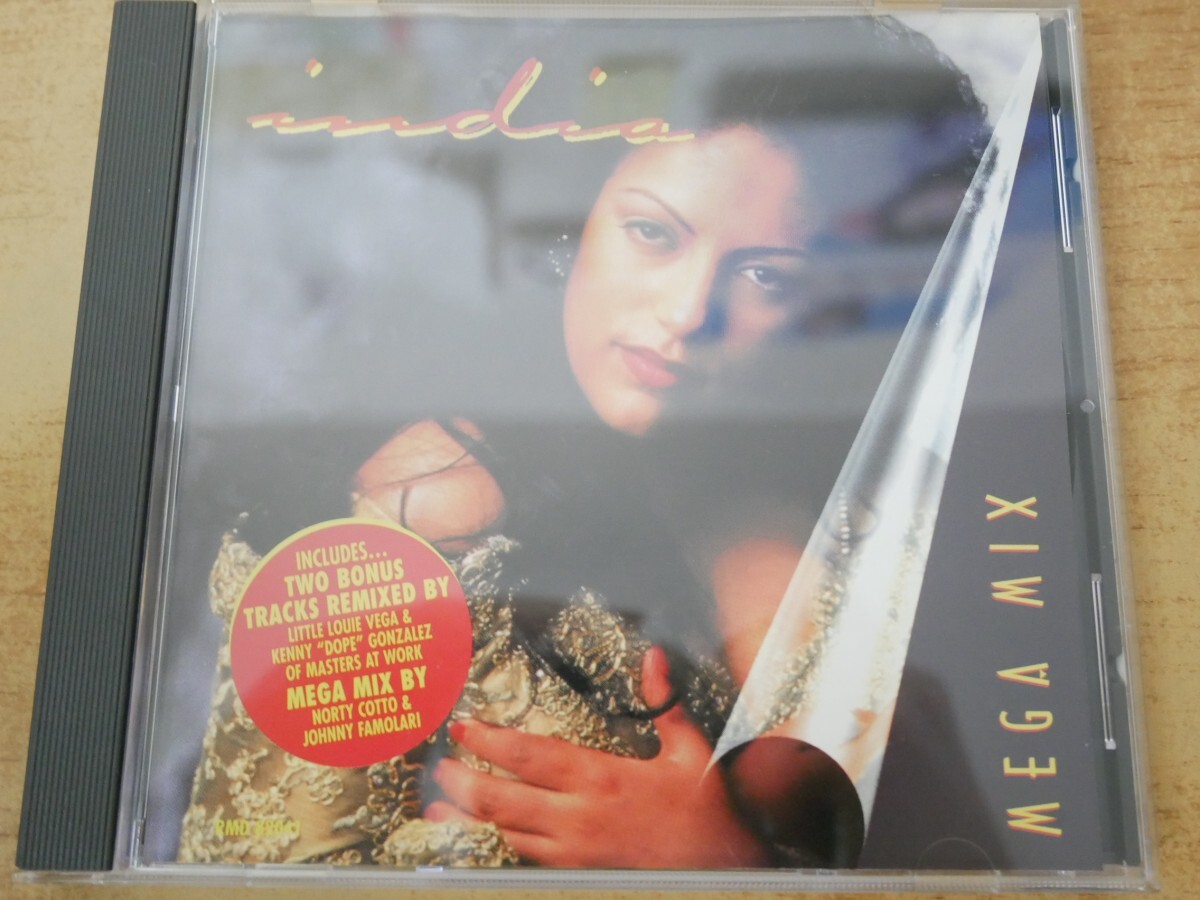 india
INCLUDES...
TWO BONUS
TRACKS REMIXED BY
LITTLE LOUIE VEGA &
KENNY "DOPE" GONZALEZ
OF MASTERS AT WORK
MEGA MIX BY
NORTY COTTO &
JOHNNY FAMOLARI
MEGA MIX
RMD